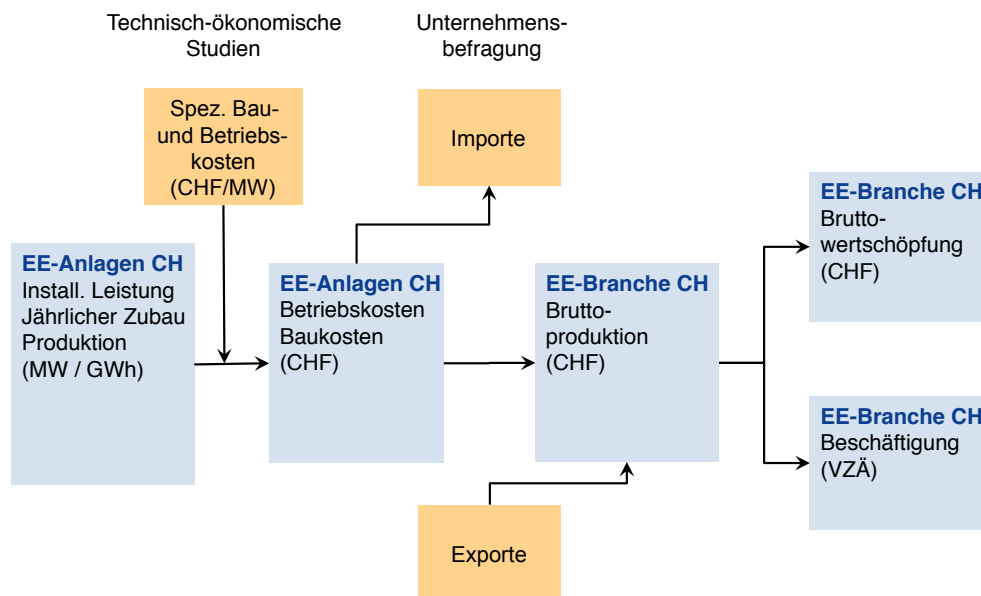 Technisch-ökonomische
Studien
Unternehmens-
befragung
Spez. Bau-
und Betriebs-
kosten
(CHF/MW)
Importe
EE-Anlagen CH
Install. Leistung
Jährlicher Zubau
Produktion
(MW / GWh)
EE-Anlagen CH
Betriebskosten
Baukosten
(CHF)
EE-Branche CH
Brutto-
produktion
(CHF)
EE-Branche CH
Brutto-
wertschöpfung
(CHF)
EE-Branche CH
Beschäftigung
(VZÄ)
Exporte